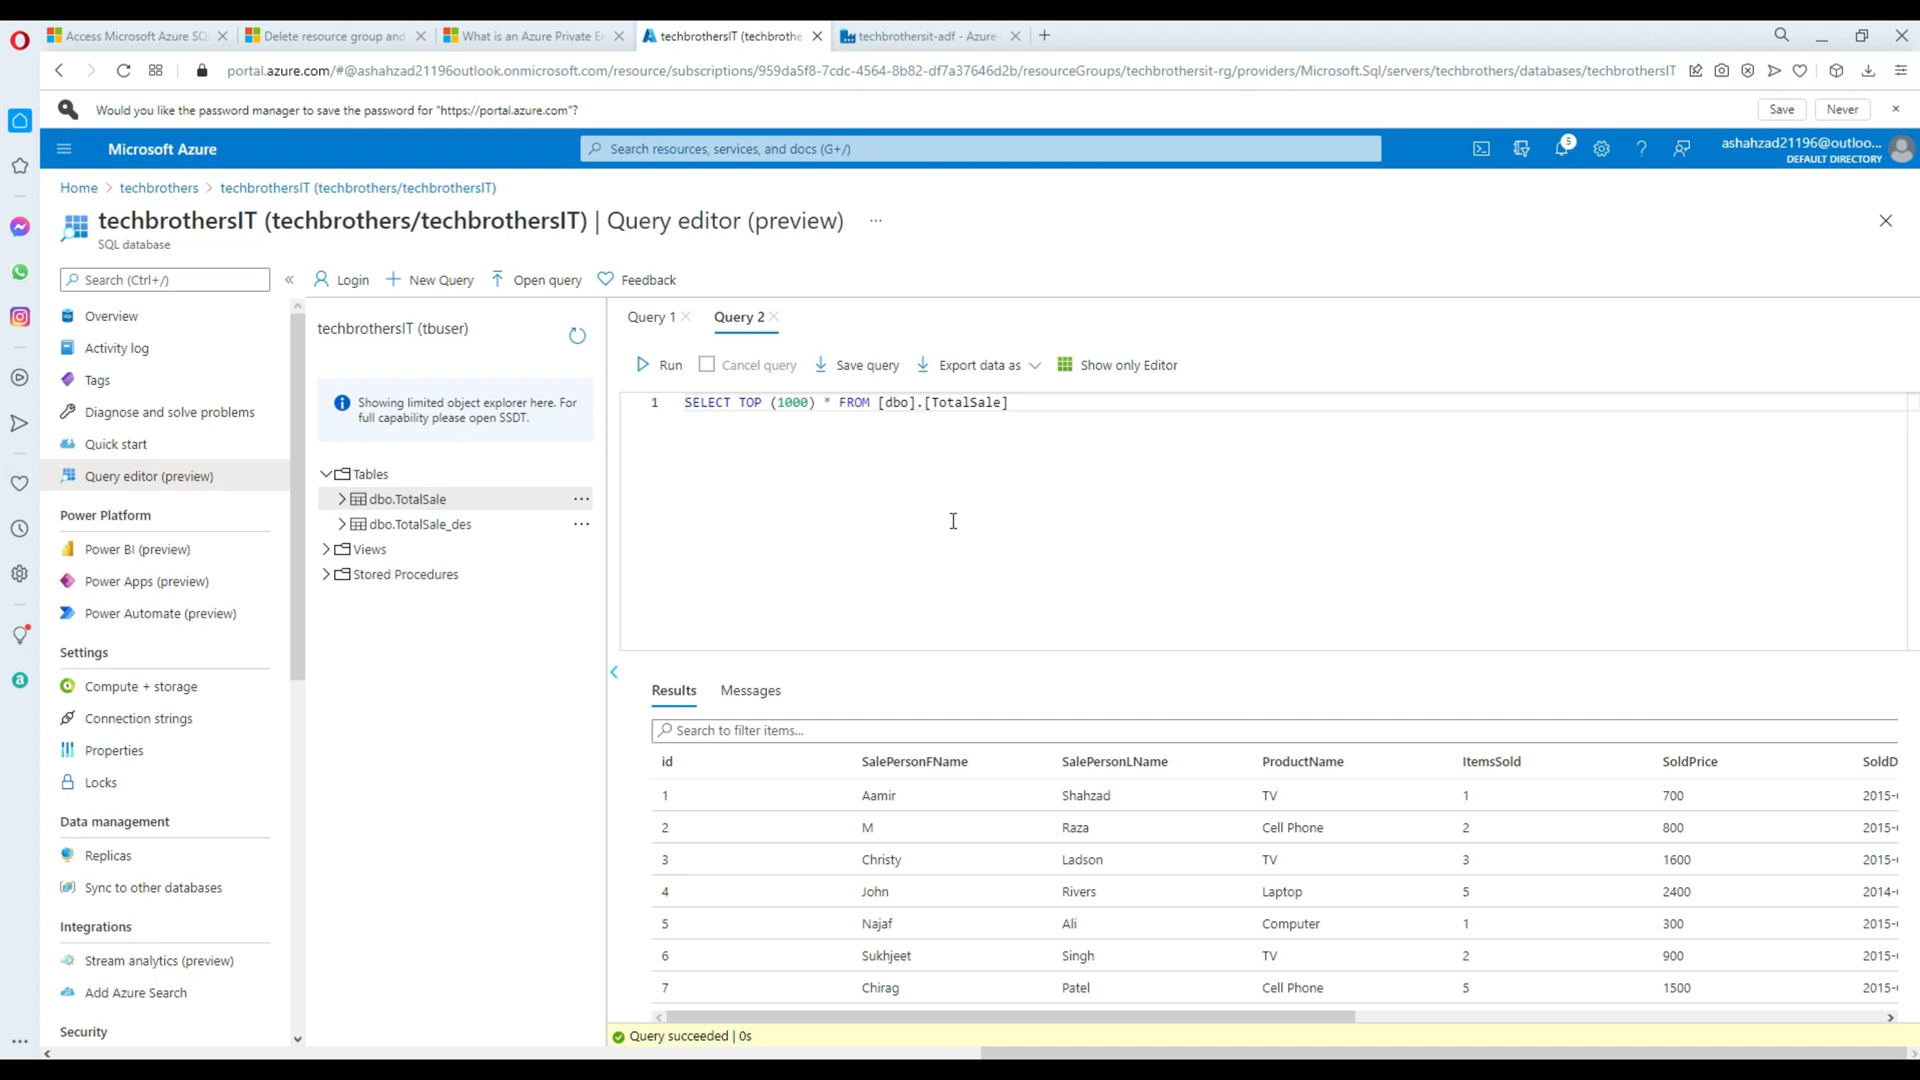 Access Microsoft Azure SQ
Delete resource group and
What is an Azure Private E
techbrothersIT (techbrothe
techbrothersit-adf - Azure
portal.azure.com/#@ashahzad21196outlook.onmicrosoft.com/resource/subscriptions/959da5f8-7cdc-4564-8b82-df7a37646d2b/resourceGroups/techbrothersit-rg/providers/Microsoft.Sql/servers/techbrothers/databases/techbrothersIT
Would you like the password manager to save the password for "https://portal.azure.com"?
Save
Never
Microsoft Azure
Search resources, services, and docs (G+/)
5
ashahzad21196@outloo...
DEFAULT DIRECTORY
Home > techbrothers > techbrothersIT (techbrothers/techbrothersIT)
techbrothersIT (techbrothers/techbrothersIT) | Query editor (preview) ...
SQL database
Search (Ctrl+/)
Login
New Query
Open query
Feedback
Overview
Activity log
Tags
Diagnose and solve problems
Quick start
Query editor (preview)
Power Platform
Power BI (preview)
Power Apps (preview)
Power Automate (preview)
Settings
Compute + storage
Connection strings
Properties
Locks
Data management
Replicas
Sync to other databases
Integrations
Stream analytics (preview)
Add Azure Search
Security
techbrothersIT (tbuser)
Showing limited object explorer here. For
full capability please open SSDT.
Tables
dbo.TotalSale ...
dbo.TotalSale_des ...
Views
Stored Procedures
Query 1
Query 2
Run
Cancel query
Save query
Export data as
Show only Editor
1 SELECT TOP (1000) * FROM [dbo].[TotalSale]
Results
Messages
Search to filter items...
id SalePersonFName SalePersonLName ProductName ItemsSold SoldPrice SoldD
1 Aamir Shahzad TV 1 700 2015-
2 M Raza Cell Phone 2 800 2015-
3 Christy Ladson TV 3 1600 2015-
4 John Rivers Laptop 5 2400 2014-
5 Najaf Ali Computer 1 300 2015-
6 Sukhjeet Singh TV 2 900 2015-
7 Chirag Patel Cell Phone 5 1500 2015-
Query succeeded | 0s